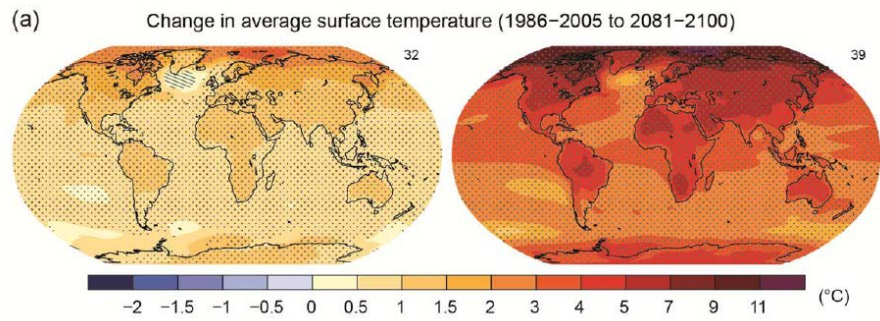 (a) Change in average surface temperature (1986−2005 to 2081−2100)
32 39
−2 −1.5 −1 −0.5 0 0.5 1 1.5 2 3 4 5 7 9 11 (°C)